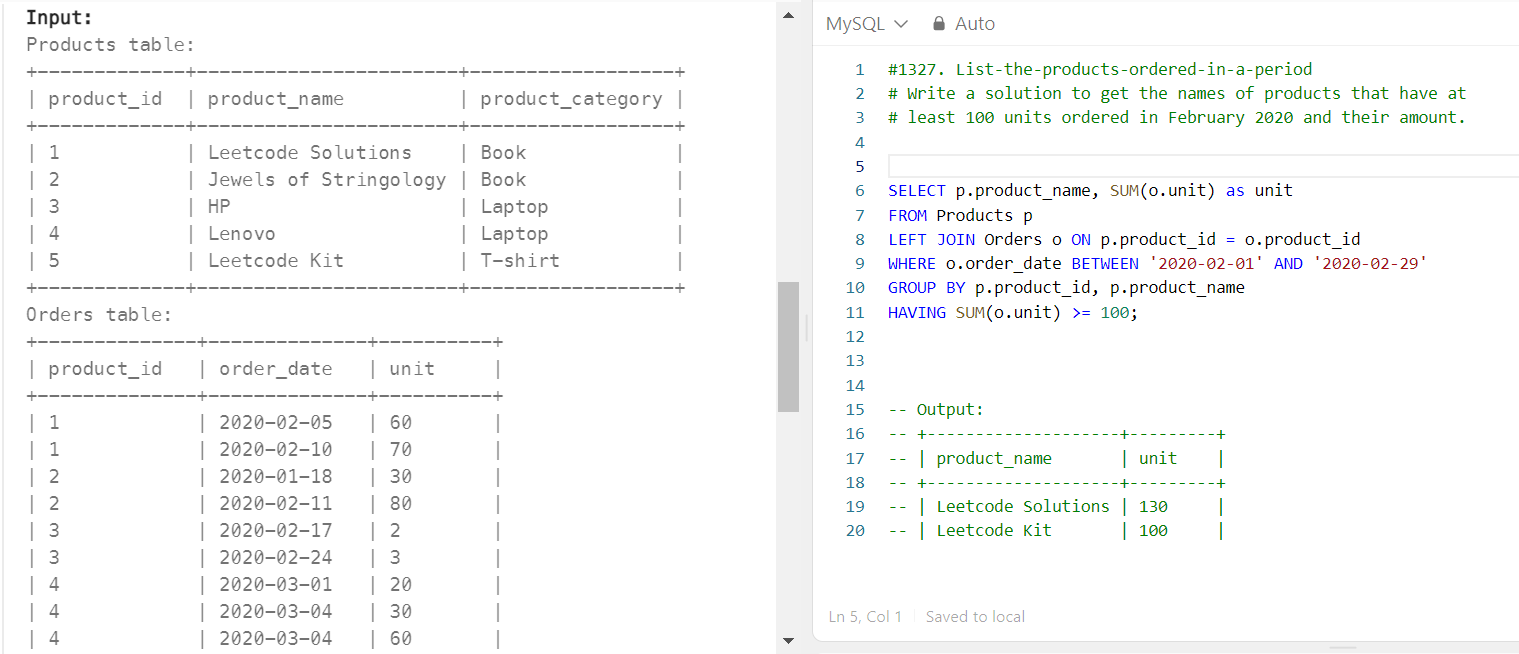 Input:
Products table:
+-------------+----------------------+------------------+
| product_id | product_name | product_category |
+-------------+----------------------+------------------+
| 1 | Leetcode Solutions | Book |
| 2 | Jewels of Stringology | Book |
| 3 | HP | Laptop |
| 4 | Lenovo | Laptop |
| 5 | Leetcode Kit | T-shirt |
+-------------+----------------------+------------------+
Orders table:
+--------------+--------------+----------+
| product_id | order_date | unit |
+--------------+--------------+----------+
| 1 | 2020-02-05 | 60 |
| 1 | 2020-02-10 | 70 |
| 2 | 2020-01-18 | 30 |
| 2 | 2020-02-11 | 80 |
| 3 | 2020-02-17 | 2 |
| 3 | 2020-02-24 | 3 |
| 4 | 2020-03-01 | 20 |
| 4 | 2020-03-04 | 30 |
| 4 | 2020-03-04 | 60 |
MySQL Auto
1 #1327. List-the-products-ordered-in-a-period
2 # Write a solution to get the names of products that have at
3 # least 100 units ordered in February 2020 and their amount.
4
5
6 SELECT p.product_name, SUM(o.unit) as unit
7 FROM Products p
8 LEFT JOIN Orders o ON p.product_id = o.product_id
9 WHERE o.order_date BETWEEN '2020-02-01' AND '2020-02-29'
10 GROUP BY p.product_id, p.product_name
11 HAVING SUM(o.unit) >= 100;
12
13
14
15 -- Output:
16 -- +--------------------+---------+
17 -- | product_name | unit |
18 -- +--------------------+---------+
19 -- | Leetcode Solutions | 130 |
20 -- | Leetcode Kit | 100 |
Ln 5, Col 1 Saved to local